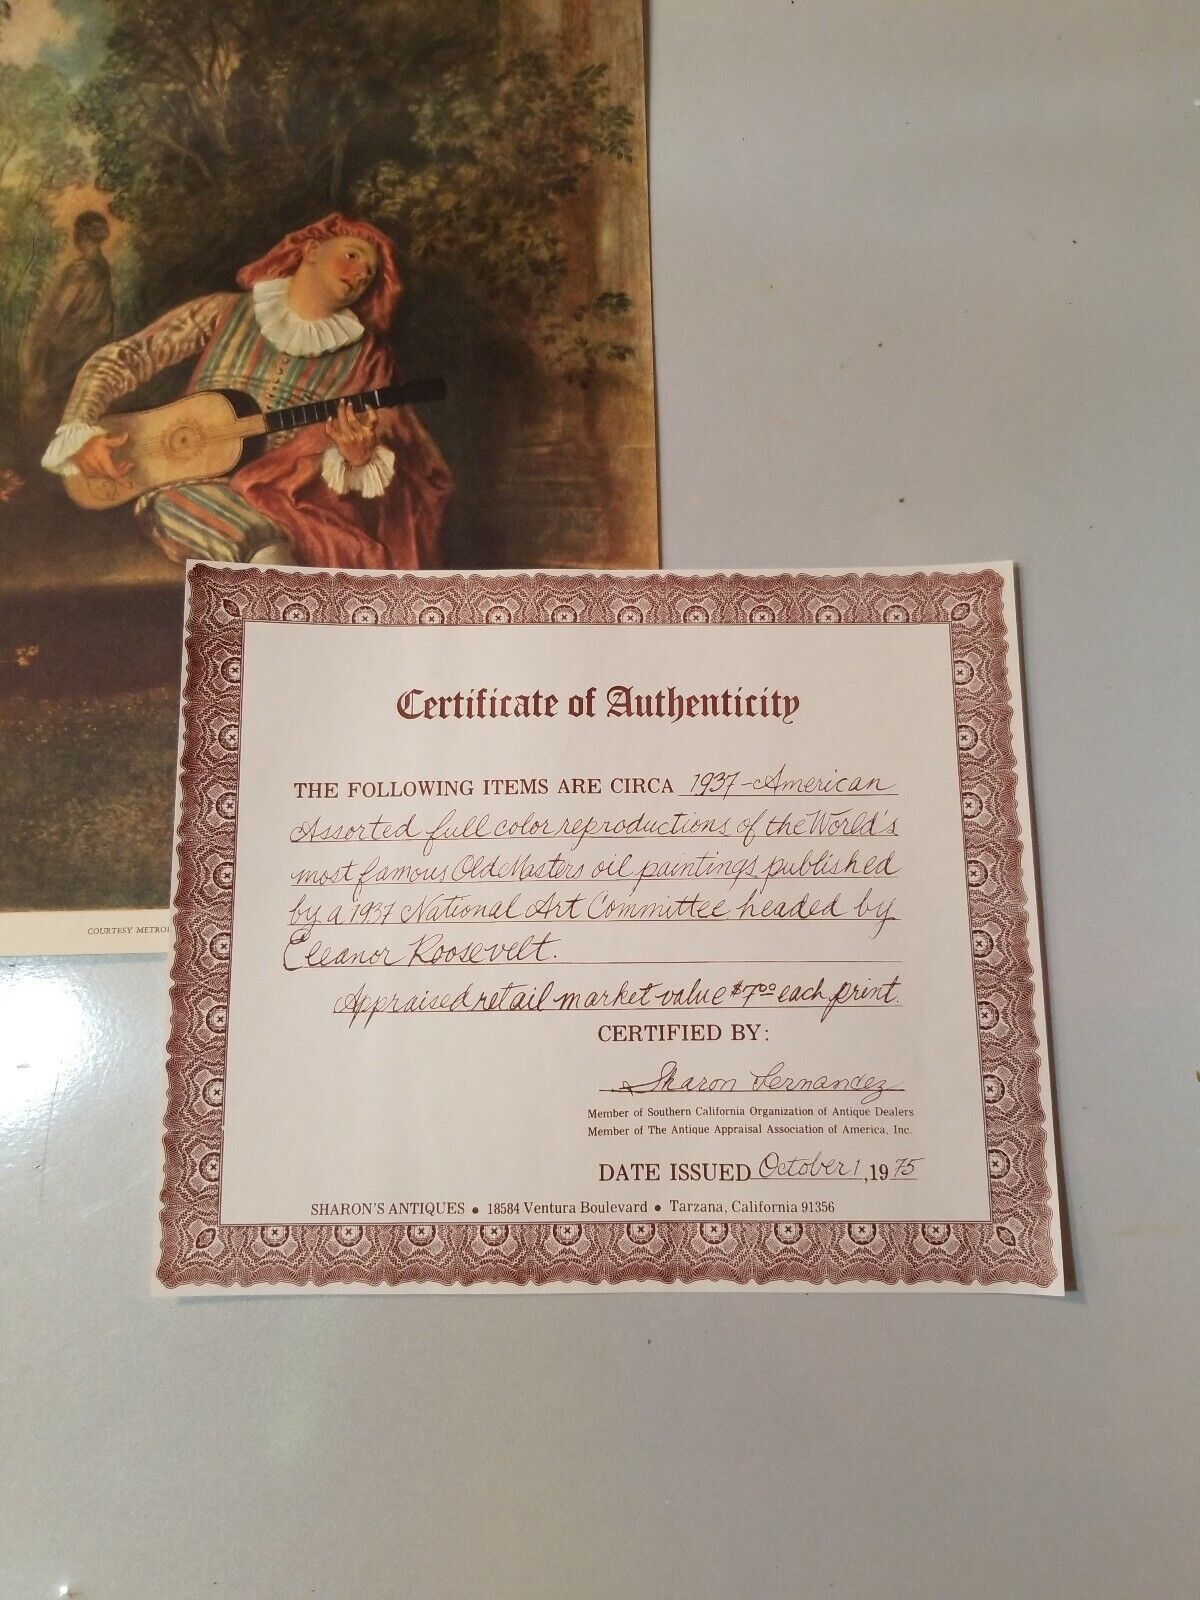 COURTESY METRO
Certificate of Authenticity
THE FOLLOWING ITEMS ARE CIRCA 1937-American
Assorted full color reproductions of the World's
most famous Old Masters oil paintings published
by a 1937 National Art Committee headed by
Eleanor Roosevelt.
Appraised retail market value $7.00 each print.
CERTIFIED BY:
Sharon Fernandez
Member of Southern California Organization of Antique Dealers
Member of The Antique Appraisal Association of America, Inc.
DATE ISSUED October 1, 1975
SHARON'S ANTIQUES • 18584 Ventura Boulevard • Tarzana, California 91356